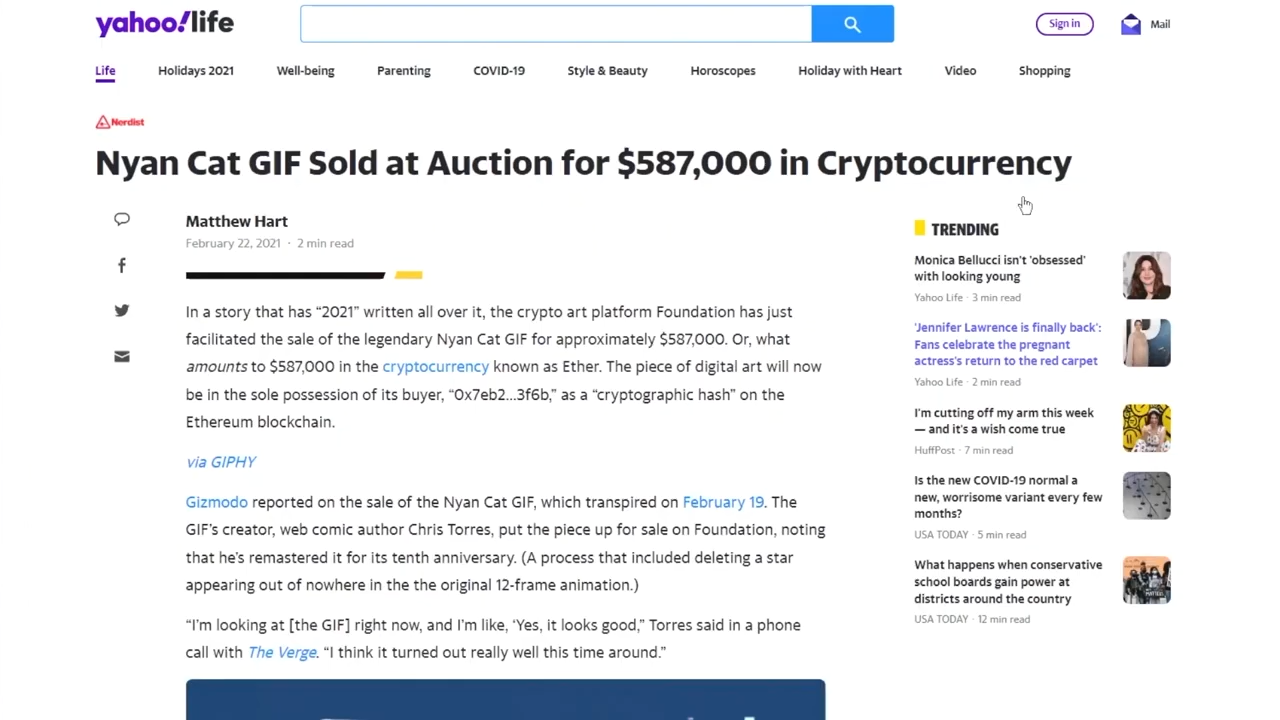 yahoo!life
Sign in
Mail
Life
Holidays 2021
Well-being
Parenting
COVID-19
Style & Beauty
Horoscopes
Holiday with Heart
Video
Shopping
Nerdist
Nyan Cat GIF Sold at Auction for $587,000 in Cryptocurrency
Matthew Hart
February 22, 2021 · 2 min read
In a story that has “2021” written all over it, the crypto art platform Foundation has just
facilitated the sale of the legendary Nyan Cat GIF for approximately $587,000. Or, what
amounts to $587,000 in the cryptocurrency known as Ether. The piece of digital art will now
be in the sole possession of its buyer, “0x7eb2...3f6b,” as a “cryptographic hash” on the
Ethereum blockchain.
via GIPHY
Gizmodo reported on the sale of the Nyan Cat GIF, which transpired on February 19. The
GIF’s creator, web comic author Chris Torres, put the piece up for sale on Foundation, noting
that he’s remastered it for its tenth anniversary. (A process that included deleting a star
appearing out of nowhere in the the original 12-frame animation.)
“I’m looking at [the GIF] right now, and I’m like, ‘Yes, it looks good,” Torres said in a phone
call with The Verge. “I think it turned out really well this time around.”
TRENDING
Monica Bellucci isn't 'obsessed'
with looking young
Yahoo Life · 3 min read
'Jennifer Lawrence is finally back':
Fans celebrate the pregnant
actress's return to the red carpet
Yahoo Life · 2 min read
I'm cutting off my arm this week
— and it's a wish come true
HuffPost · 7 min read
Is the new COVID-19 normal a
new, worrisome variant every few
months?
USA TODAY · 5 min read
What happens when conservative
school boards gain power at
districts around the country
USA TODAY · 12 min read